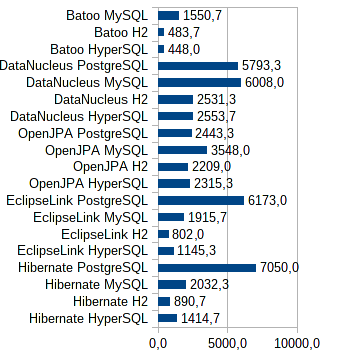 Batoo MySQL 1550,7
Batoo H2 483,7
Batoo HyperSQL 448,0
DataNucleus PostgreSQL 5793,3
DataNucleus MySQL 6008,0
DataNucleus H2 2531,3
DataNucleus HyperSQL 2553,7
OpenJPA PostgreSQL 2443,3
OpenJPA MySQL 3548,0
OpenJPA H2 2209,0
OpenJPA HyperSQL 2315,3
EclipseLink PostgreSQL 6173,0
EclipseLink MySQL 1915,7
EclipseLink H2 802,0
EclipseLink HyperSQL 1145,3
Hibernate PostgreSQL 7050,0
Hibernate MySQL 2032,3
Hibernate H2 890,7
Hibernate HyperSQL 1414,7
0,0 5000,0 10000,0